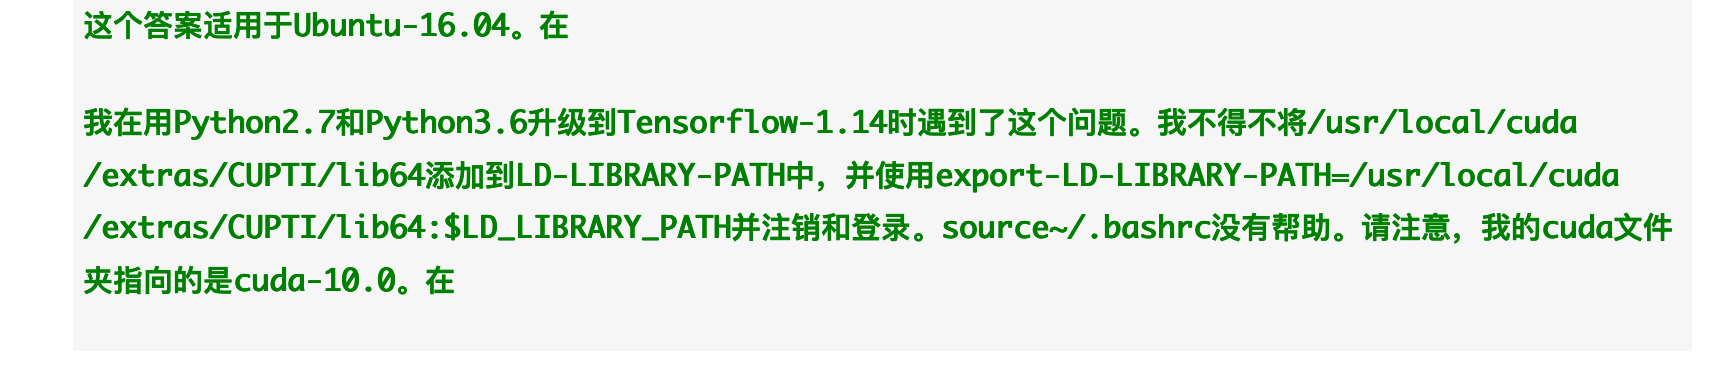 这个答案适用于Ubuntu-16.04。在
我在用Python2.7和Python3.6升级到Tensorflow-1.14时遇到了这个问题。我不得不将/usr/local/cuda
/extras/CUPTI/lib64添加到LD-LIBRARY-PATH中，并使用export-LD-LIBRARY-PATH=/usr/local/cuda
/extras/CUPTI/lib64:$LD_LIBRARY_PATH并注销和登录。source~/.bashrc没有帮助。请注意，我的cuda文件
夹指向的是cuda-10.0。在